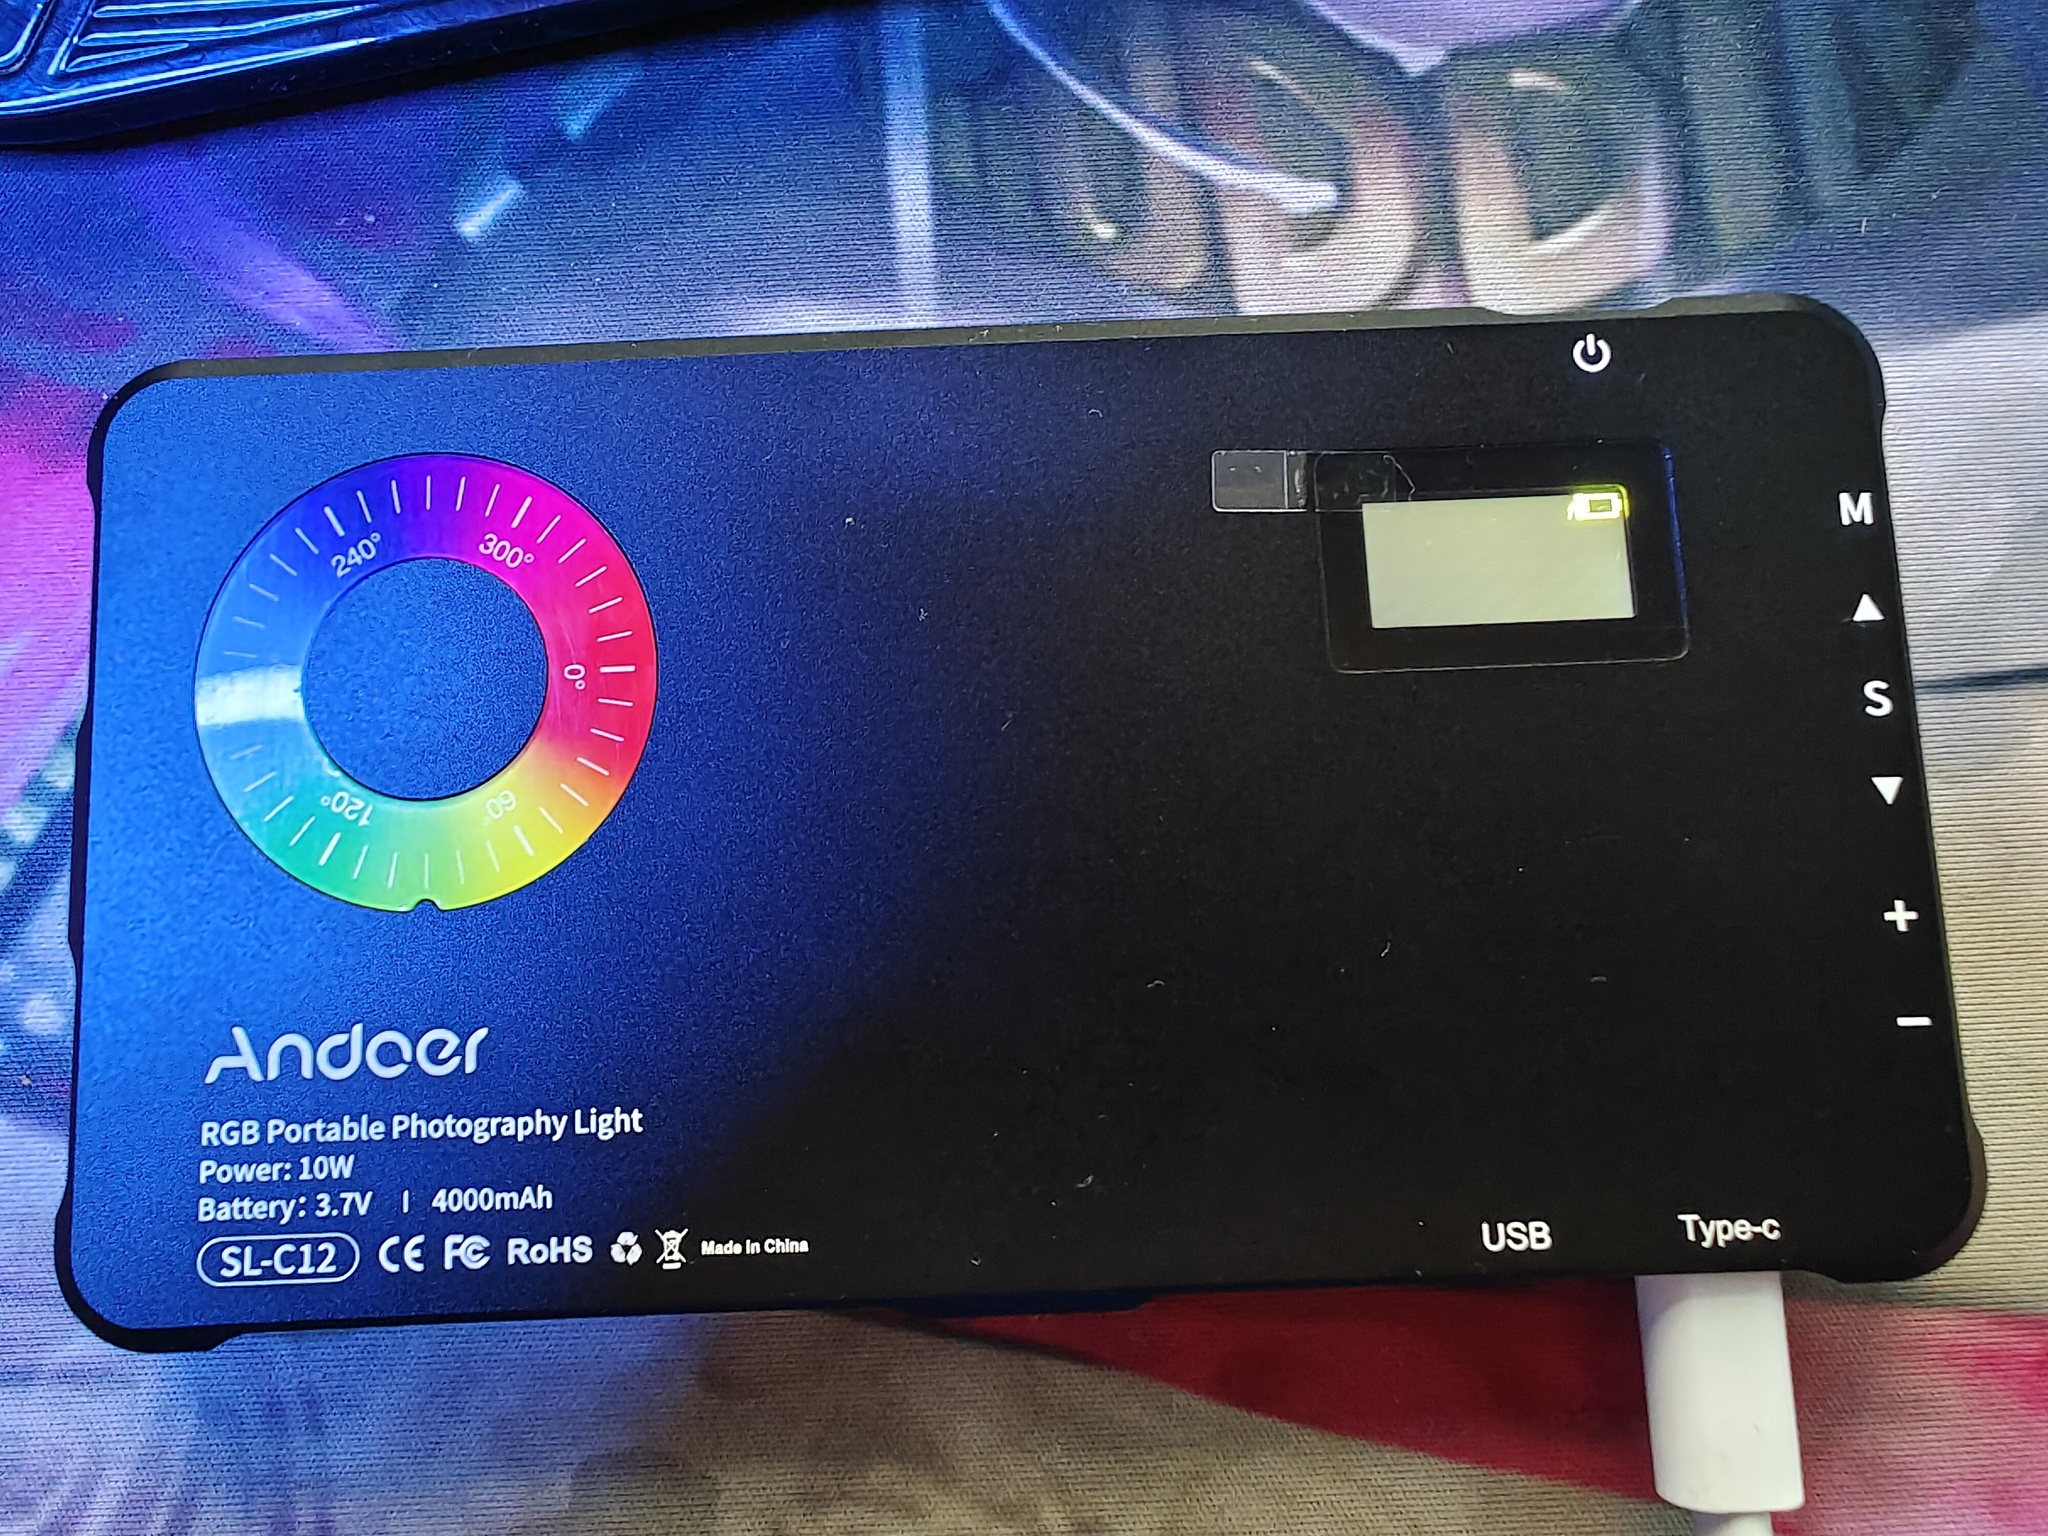 240°
300°
0°
60°
120°
M
S
Andoer
RGB Portable Photography Light
Power: 10W
Battery: 3.7V | 4000mAh
SL-C12 CE FC RoHS Made in China
USB Type-c